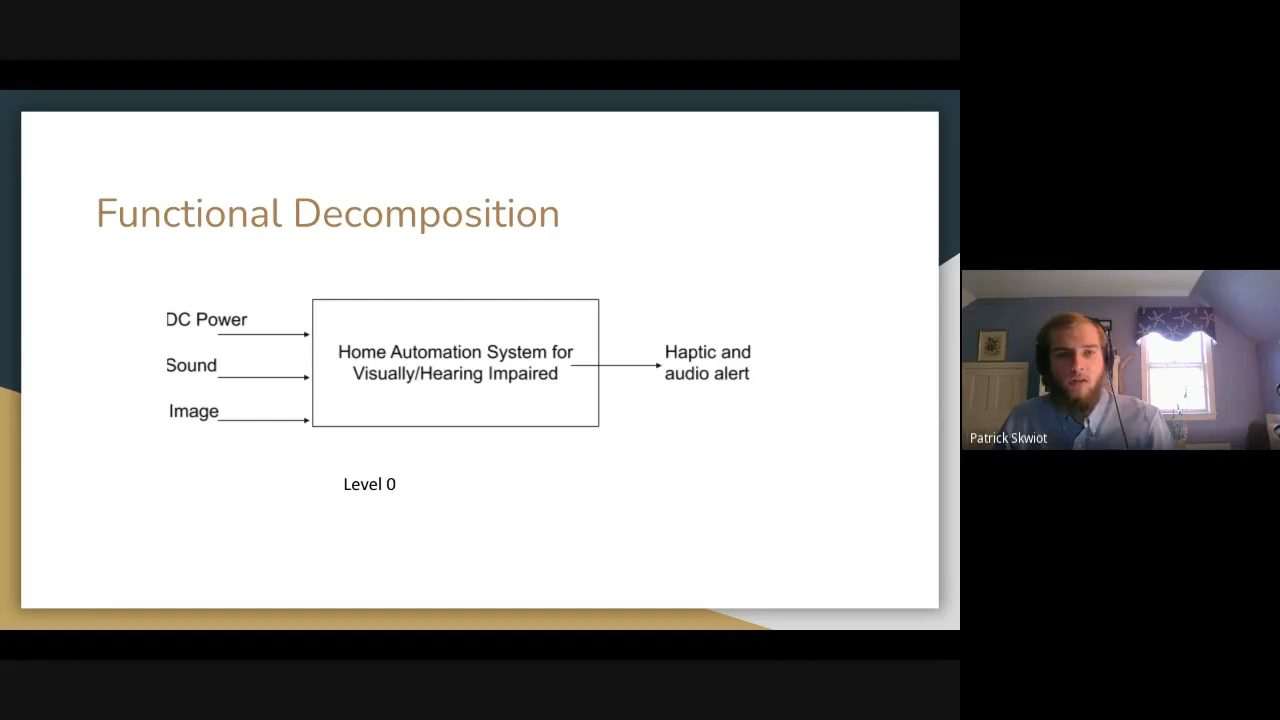 Functional Decomposition
DC Power
Sound
Image
Home Automation System for
Visually/Hearing Impaired
Haptic and
audio alert
Level 0
Patrick Skwiot